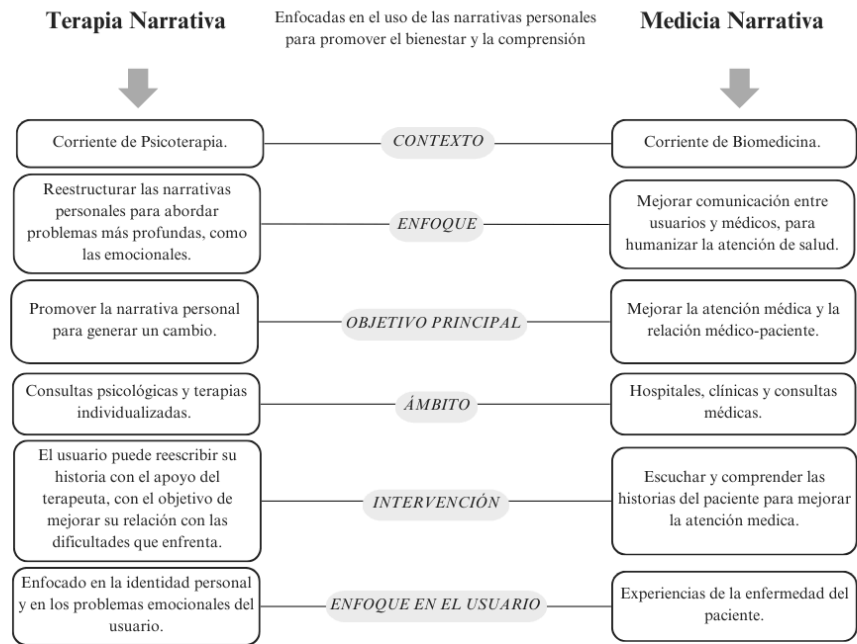 Terapia Narrativa
Enfocadas en el uso de las narrativas personales
para promover el bienestar y la comprensión
Medicia Narrativa
Corriente de Psicoterapia.
CONTEXTO
Corriente de Biomedicina.
Reestructurar las narrativas
personales para abordar
problemas más profundas, como
las emocionales.
ENFOQUE
Mejorar comunicación entre
usuarios y médicos, para
humanizar la atención de salud.
Promover la narrativa personal
para generar un cambio.
OBJETIVO PRINCIPAL
Mejorar la atención médica y la
relación médico-paciente.
Consultas psicológicas y terapias
individualizadas.
ÁMBITO
Hospitales, clínicas y consultas
médicas.
El usuario puede reescribir su
historia con el apoyo del
terapeuta, con el objetivo de
mejorar su relación con las
dificultades que enfrenta.
INTERVENCIÓN
Escuchar y comprender las
historias del paciente para mejorar
la atención medica.
Enfocado en la identidad personal
y en los problemas emocionales del
usuario.
ENFOQUE EN EL USUARIO
Experiencias de la enfermedad del
paciente.